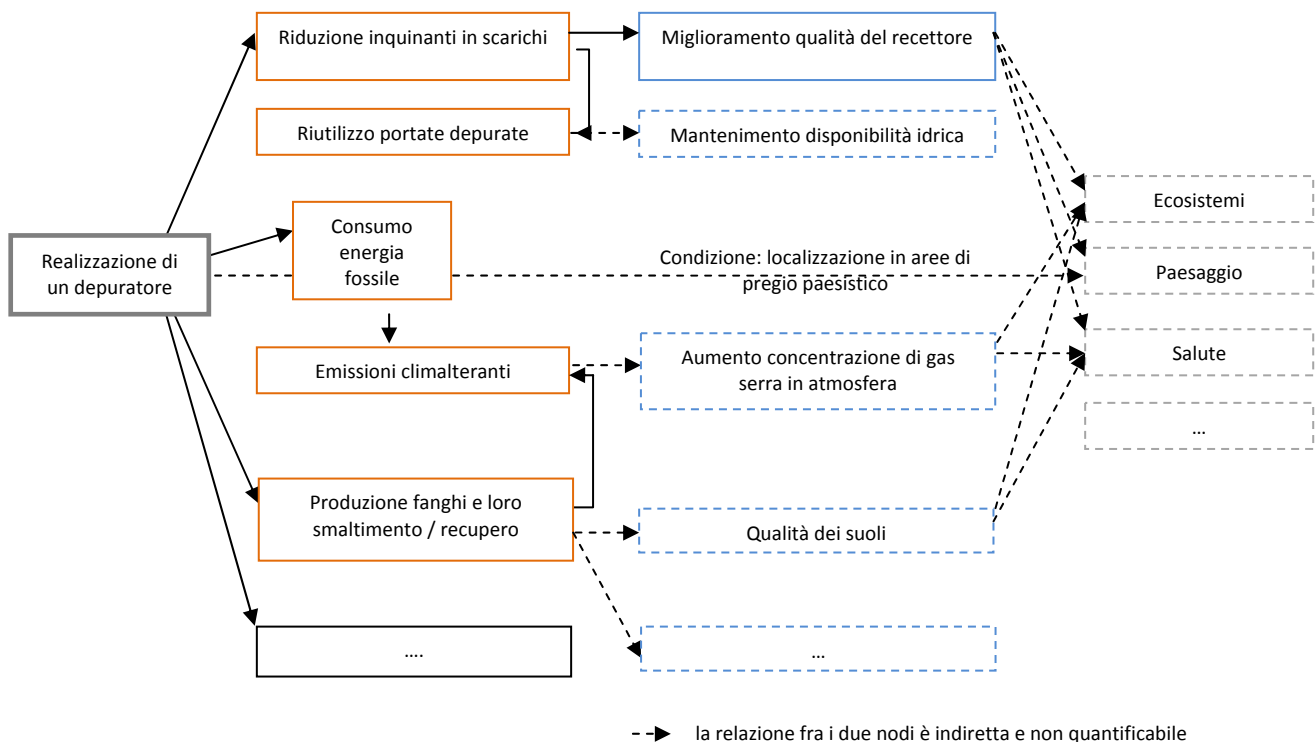 Riduzione inquinanti in scarichi
Miglioramento qualità del recettore
Riutilizzo portate depurate
Mantenimento disponibilità idrica
Ecosistemi
Consumo
energia
fossile
Realizzazione di
un depuratore
Condizione: localizzazione in aree di
pregio paesistico
Paesaggio
Emissioni climalteranti
Aumento concentrazione di gas
serra in atmosfera
Salute
...
Produzione fanghi e loro
smaltimento / recupero
Qualità dei suoli
....
...
la relazione fra i due nodi è indiretta e non quantificabile